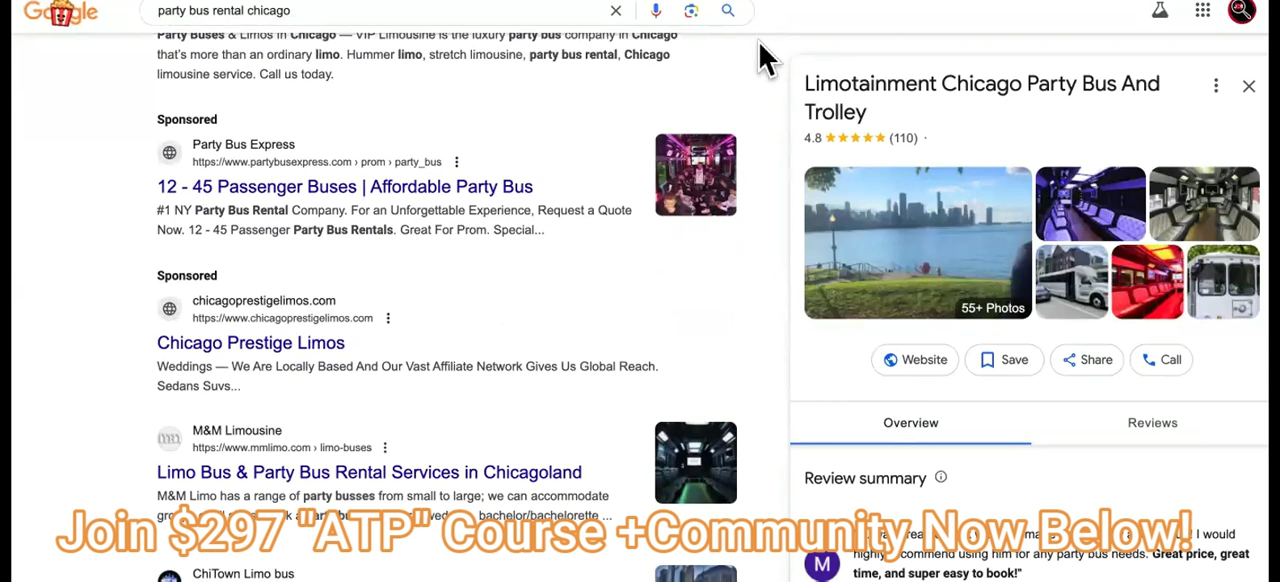 Google
party bus rental chicago
Party Buses & Limos in Chicago — VIP Limousine is the luxury party bus company in Chicago
that's more than an ordinary limo. Hummer limo, stretch limousine, party bus rental, Chicago
limousine service. Call us today.
Sponsored
Party Bus Express
https://www.partybusexpress.com › prom › party_bus
12 - 45 Passenger Buses | Affordable Party Bus
#1 NY Party Bus Rental Company. For an Unforgettable Experience, Request a Quote
Now. 12 - 45 Passenger Party Bus Rentals. Great For Prom. Special...
Sponsored
chicagoprestigelimos.com
https://www.chicagoprestigelimos.com
Chicago Prestige Limos
Weddings — We Are Locally Based And Our Vast Affiliate Network Gives Us Global Reach.
Sedans Suvs...
M&M Limousine
https://www.mmlimo.com › limo-buses
Limo Bus & Party Bus Rental Services in Chicagoland
M&M Limo has a range of party busses from small to large; we can accommodate
bachelor/bachelorette ...
ChiTown Limo bus
Limotainment Chicago Party Bus And
Trolley
4.8 (110) ·
55+ Photos
Website
Save
Share
Call
Overview
Reviews
Review summary
M
I would
highly recommend using him for any party bus needs. Great price, great
time, and super easy to book!"
Join $297 "ATP" Course +Community Now Below!